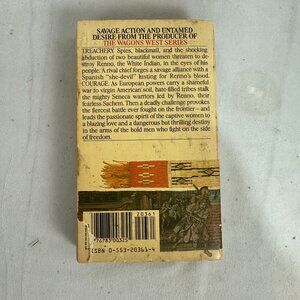 SAVAGE ACTION AND UNTAMED
DESIRE FROM THE PRODUCER OF
THE WAGONS WEST SERIES
TREACHERY. Spies, blackmail, and the shocking
abduction of two beautiful women threaten to de-
stroy Renno, the White Indian, in the eyes of his
people. A rival chief forges a savage alliance with a
Spanish "she-devil" lusting for Renno's blood.
COURAGE. As European powers carry a shameful
war to virgin American soil, hate-filled tribes stalk
the mighty Seneca warriors led by Renno, their
fearless Sachem. Then a deadly challenge provokes
the fiercest battle ever fought on the frontier—and
leads the passionate spirit of the captive women to
a blazing love and a dangerous but thrilling destiny
in the arms of the bold men who fight on the side
of freedom.
20361
76783 00325
ISBN 0-553-20361-4